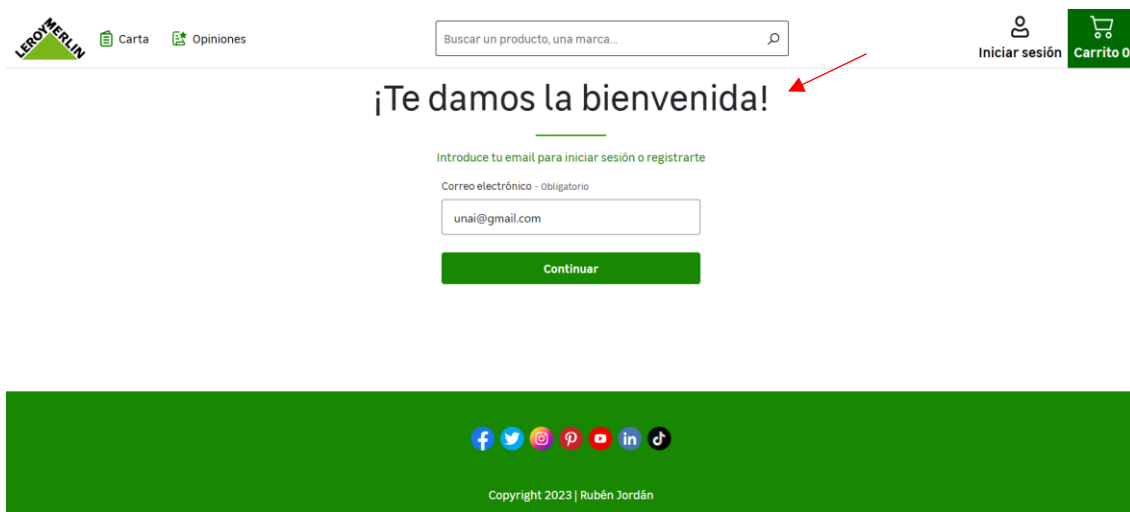 LEROY MERLIN
Carta
Opiniones
Buscar un producto, una marca...
Iniciar sesión
Carrito 0
¡Te damos la bienvenida!
Introduce tu email para iniciar sesión o registrarte
Correo electrónico - Obligatorio
unai@gmail.com
Continuar
Copyright 2023 | Rubén Jordán